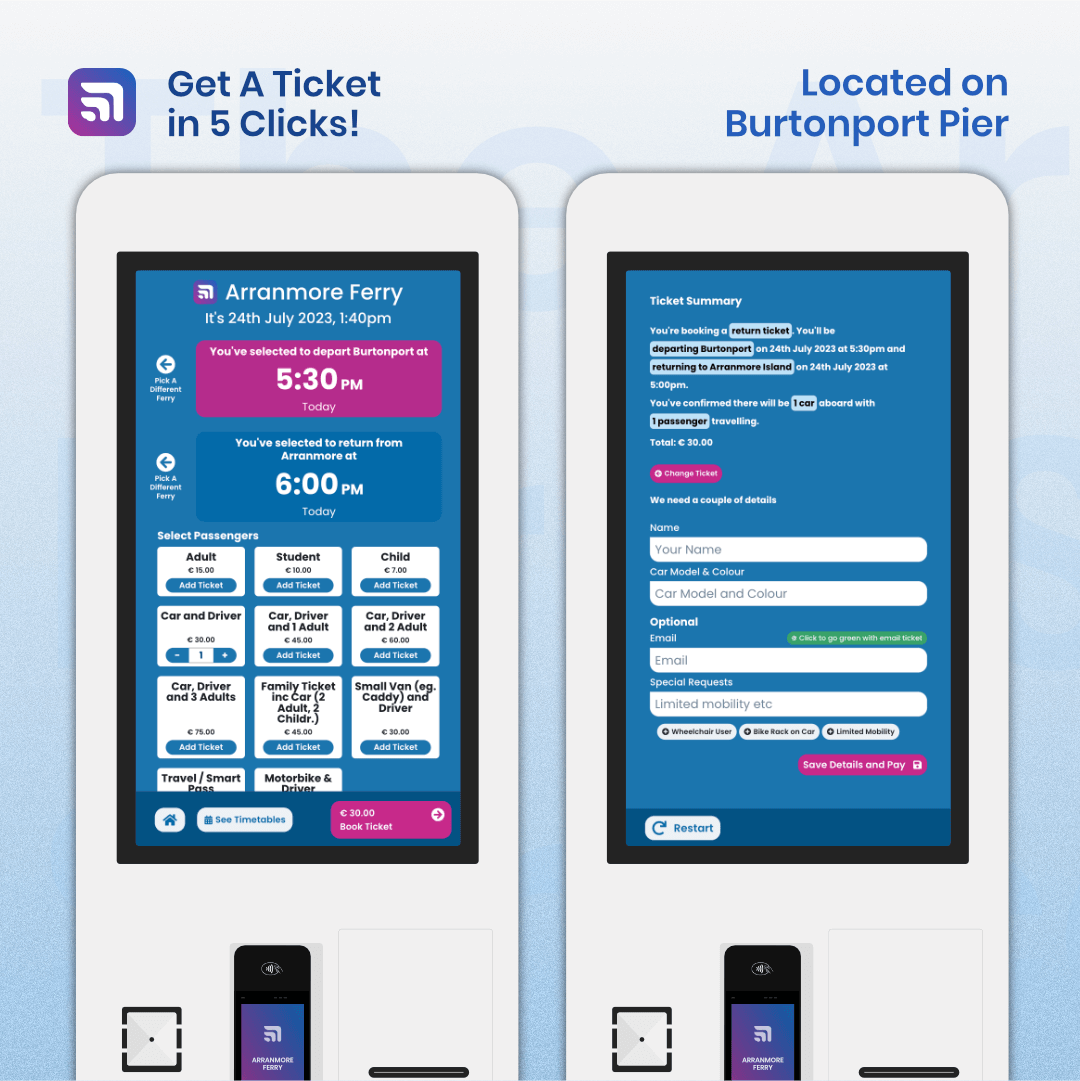 Get A Ticket
in 5 Clicks!
Located on
Burtonport Pier
Arranmore Ferry
It's 24th July 2023, 1:40pm
Pick A
Different
Ferry
You've selected to depart Burtonport at
5:30 PM
Today
Pick A
Different
Ferry
You've selected to return from
Arranmore at
6:00 PM
Today
Select Passengers
Adult
€ 15.00
Add Ticket
Student
€ 10.00
Add Ticket
Child
€ 7.00
Add Ticket
Car and Driver
€ 30.00
- 1 +
Car, Driver
and 1 Adult
€ 45.00
Add Ticket
Car, Driver
and 2 Adult
€ 60.00
Add Ticket
Car, Driver
and 3 Adults
€ 75.00
Add Ticket
Family Ticket
inc Car (2
Adult, 2
Childr.)
€ 45.00
Add Ticket
Small Van (eg.
Caddy) and
Driver
€ 30.00
Add Ticket
Travel / Smart
Pass
Motorbike &
Driver
See Timetables
€ 30.00
Book Ticket
ARRANMORE
FERRY
Ticket Summary
You're booking a return ticket. You'll be
departing Burtonport on 24th July 2023 at 5:30pm and
returning to Arranmore Island on 24th July 2023 at
5:00pm.
You've confirmed there will be 1 car aboard with
1 passenger travelling.
Total: € 30.00
Change Ticket
We need a couple of details
Name
Your Name
Car Model & Colour
Car Model and Colour
Optional
Email
Click to go green with email ticket
Email
Special Requests
Limited mobility etc
Wheelchair User
Bike Rack on Car
Limited Mobility
Save Details and Pay
Restart
ARRANMORE
FERRY